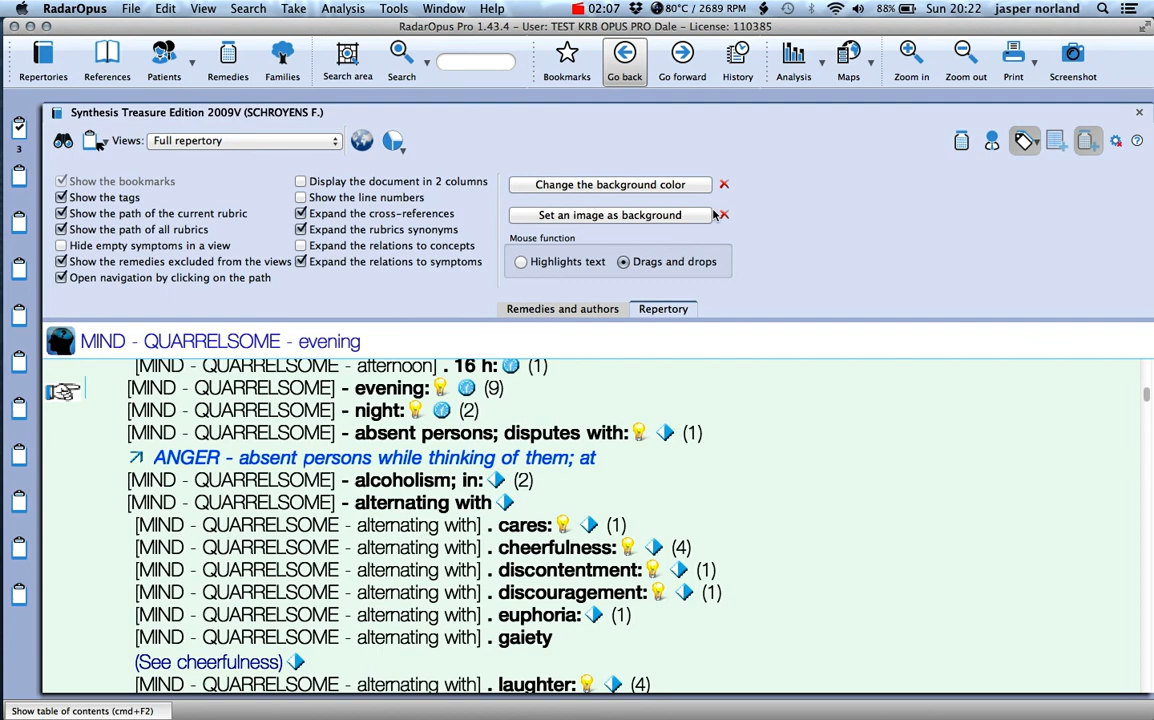 RadarOpus File Edit View Search Take Analysis Tools Window Help 02:07 80°C / 2689 RPM 88% Sun 20:22 jasper norland
RadarOpus Pro 1.43.4 - User: TEST KRB OPUS PRO Dale - License: 110385
Repertories References Patients Remedies Families Search area Search Bookmarks Go back Go forward History Analysis Maps Zoom in Zoom out Print Screenshot
Synthesis Treasure Edition 2009V (SCHROYENS F.)
3
Views: Full repertory
Show the bookmarks Display the document in 2 columns Change the background color
Show the tags Show the line numbers
Show the path of the current rubric Expand the cross-references Set an image as background
Show the path of all rubrics Expand the rubrics synonyms
Mouse function
Hide empty symptoms in a view Expand the relations to concepts
Show the remedies excluded from the views Expand the relations to symptoms Highlights text Drags and drops
Open navigation by clicking on the path
Remedies and authors Repertory
MIND - QUARRELSOME - evening
[MIND - QUARRELSOME - afternoon] . 16 h: (1)
[MIND - QUARRELSOME] - evening: (9)
[MIND - QUARRELSOME] - night: (2)
[MIND - QUARRELSOME] - absent persons; disputes with: (1)
ANGER - absent persons while thinking of them; at
[MIND - QUARRELSOME] - alcoholism; in: (2)
[MIND - QUARRELSOME] - alternating with
[MIND - QUARRELSOME - alternating with] . cares: (1)
[MIND - QUARRELSOME - alternating with] . cheerfulness: (4)
[MIND - QUARRELSOME - alternating with] . discontentment: (1)
[MIND - QUARRELSOME - alternating with] . discouragement: (1)
[MIND - QUARRELSOME - alternating with] . euphoria: (1)
[MIND - QUARRELSOME - alternating with] . gaiety
(See cheerfulness)
[MIND - QUARRELSOME - alternating with] . laughter: (4)
Show table of contents (cmd+F2)